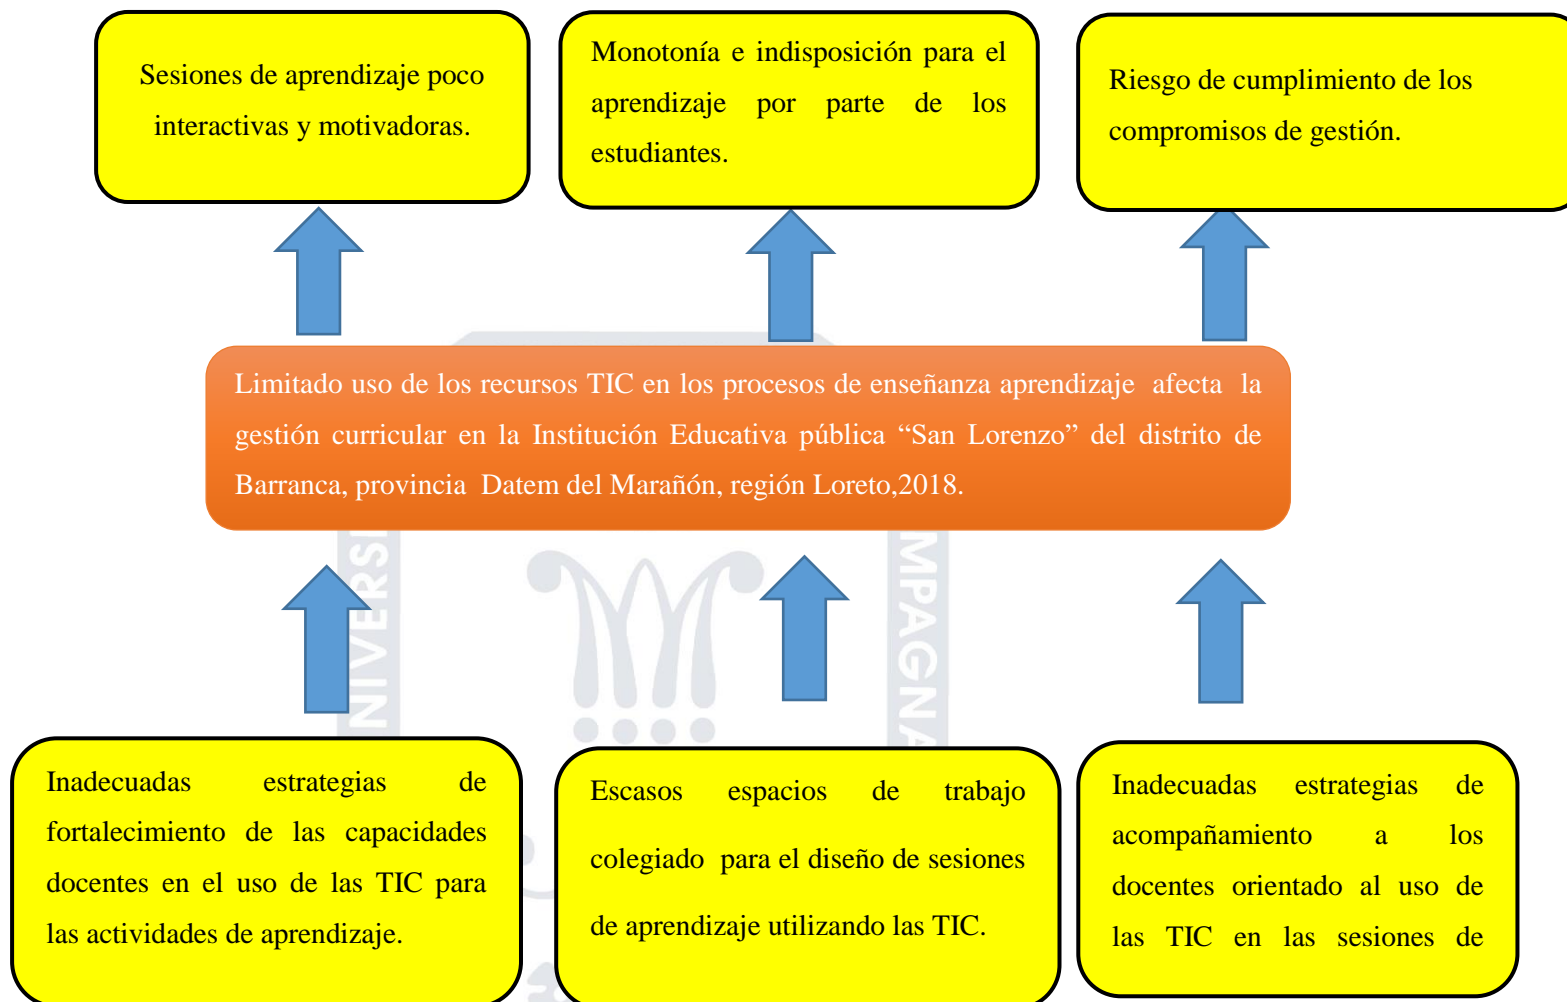 Sesiones de aprendizaje poco
interactivas y motivadoras.
Monotonía e indisposición para el
aprendizaje por parte de los
estudiantes.
Riesgo de cumplimiento de los
compromisos de gestión.
Limitado uso de los recursos TIC en los procesos de enseñanza aprendizaje afecta la
gestión curricular en la Institución Educativa pública “San Lorenzo” del distrito de
Barranca, provincia Datem del Marañón, región Loreto,2018.
NIVERS
MPAGNA
Inadecuadas estrategias de
fortalecimiento de las capacidades
docentes en el uso de las TIC para
las actividades de aprendizaje.
Escasos espacios de trabajo
colegiado para el diseño de sesiones
de aprendizaje utilizando las TIC.
Inadecuadas estrategias de
acompañamiento a los
docentes orientado al uso de
las TIC en las sesiones de